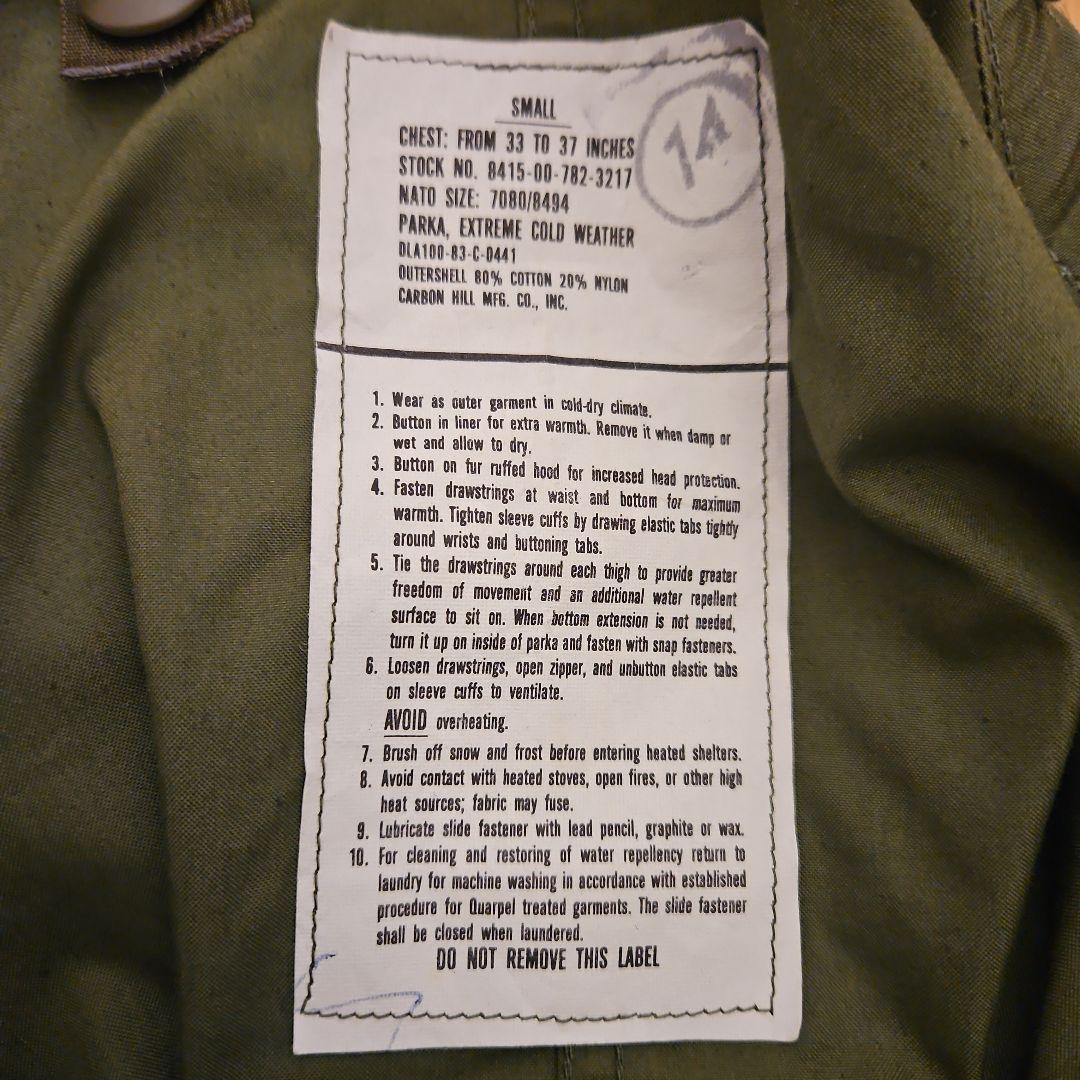 SMALL
74
CHEST: FROM 33 TO 37 INCHES
STOCK NO. 8415-00-782-3217
NATO SIZE: 7080/8494
PARKA, EXTREME COLD WEATHER
DLA100-83-C-0441
OUTERSHELL 80% COTTON 20% NYLON
CARBON HILL MFG. CO., INC.
1. Wear as outer garment in cold-dry climate.
2. Button in liner for extra warmth. Remove it when damp or
wet and allow to dry.
3. Button on fur ruffed hood for increased head protection.
4. Fasten drawstrings at waist and bottom for maximum
warmth. Tighten sleeve cuffs by drawing elastic tabs tightly
around wrists and buttoning tabs.
5. Tie the drawstrings around each thigh to provide greater
freedom of movement and an additional water repellent
surface to sit on. When bottom extension is not needed,
turn it up on inside of parka and fasten with snap fasteners.
6. Loosen drawstrings, open zipper, and unbutton elastic tabs
on sleeve cuffs to ventilate.
AVOID overheating.
7. Brush off snow and frost before entering heated shelters.
8. Avoid contact with heated stoves, open fires, or other high
heat sources; fabric may fuse.
9. Lubricate slide fastener with lead pencil, graphite or wax.
10. For cleaning and restoring of water repellency return to
laundry for machine washing in accordance with established
procedure for Quarpel treated garments. The slide fastener
shall be closed when laundered.
DO NOT REMOVE THIS LABEL